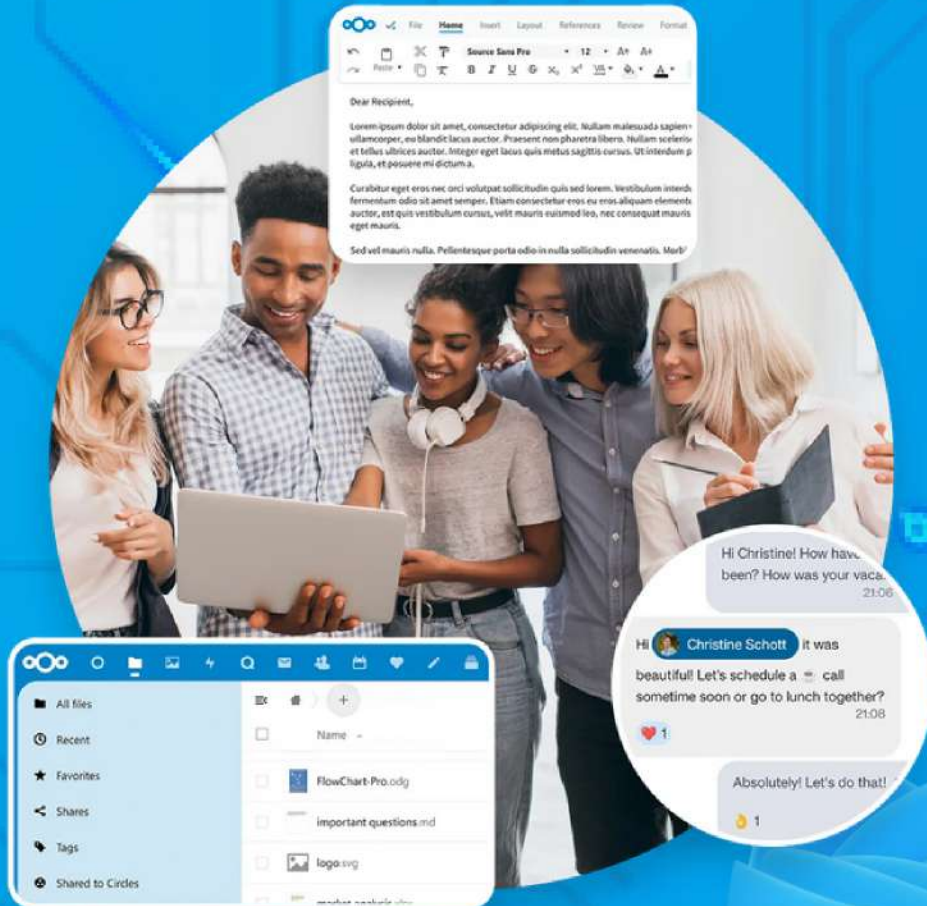 File Home Insert Layout References Review Format
Paste
Source Sans Pro 12 A+ A+
B I U
Dear Recipient,
Lorem ipsum dolor sit amet, consectetur adipiscing elit. Nullam malesuada sapien
ullamcorper, eu blandit lacus auctor. Praesent non pharetra libero. Nullam sceleris
et tellus ultrices auctor. Integer eget lacus quis metus sagittis cursus. Ut interdum p
ligula, et posuere mi dictum a.
Curabitur eget eros nec orci volutpat sollicitudin quis sed lorem. Vestibulum interdu
fermentum odio sit amet semper. Etiam consectetur eros eu eros aliquam elemente
auctor, est quis vestibulum cursus, velit mauris euismod leo, nec consequat mauris
eget mauris.
Sed vel mauris nulla. Pellentesque porta odio in nulla sollicitudin venenatis. Morbi
Hi Christine! How have
been? How was your vaca
21:06
Hi Christine Schott it was
beautiful! Let's schedule a ☕ call
sometime soon or go to lunch together?
21:08
❤️ 1
Absolutely! Let's do that!
👌 1
All files
Recent
Favorites
Shares
Tags
Shared to Circles
Name
FlowChart-Pro.odg
important questions.md
logo.svg
market analysis.xlsx